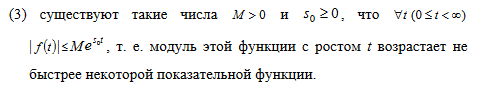 (3) существуют такие числа M > 0 и s₀ ≥ 0, что ∀t (0 ≤ t < ∞)
|f(t)| ≤ Me^{s₀t}, т. е. модуль этой функции с ростом t возрастает не
быстрее некоторой показательной функции.